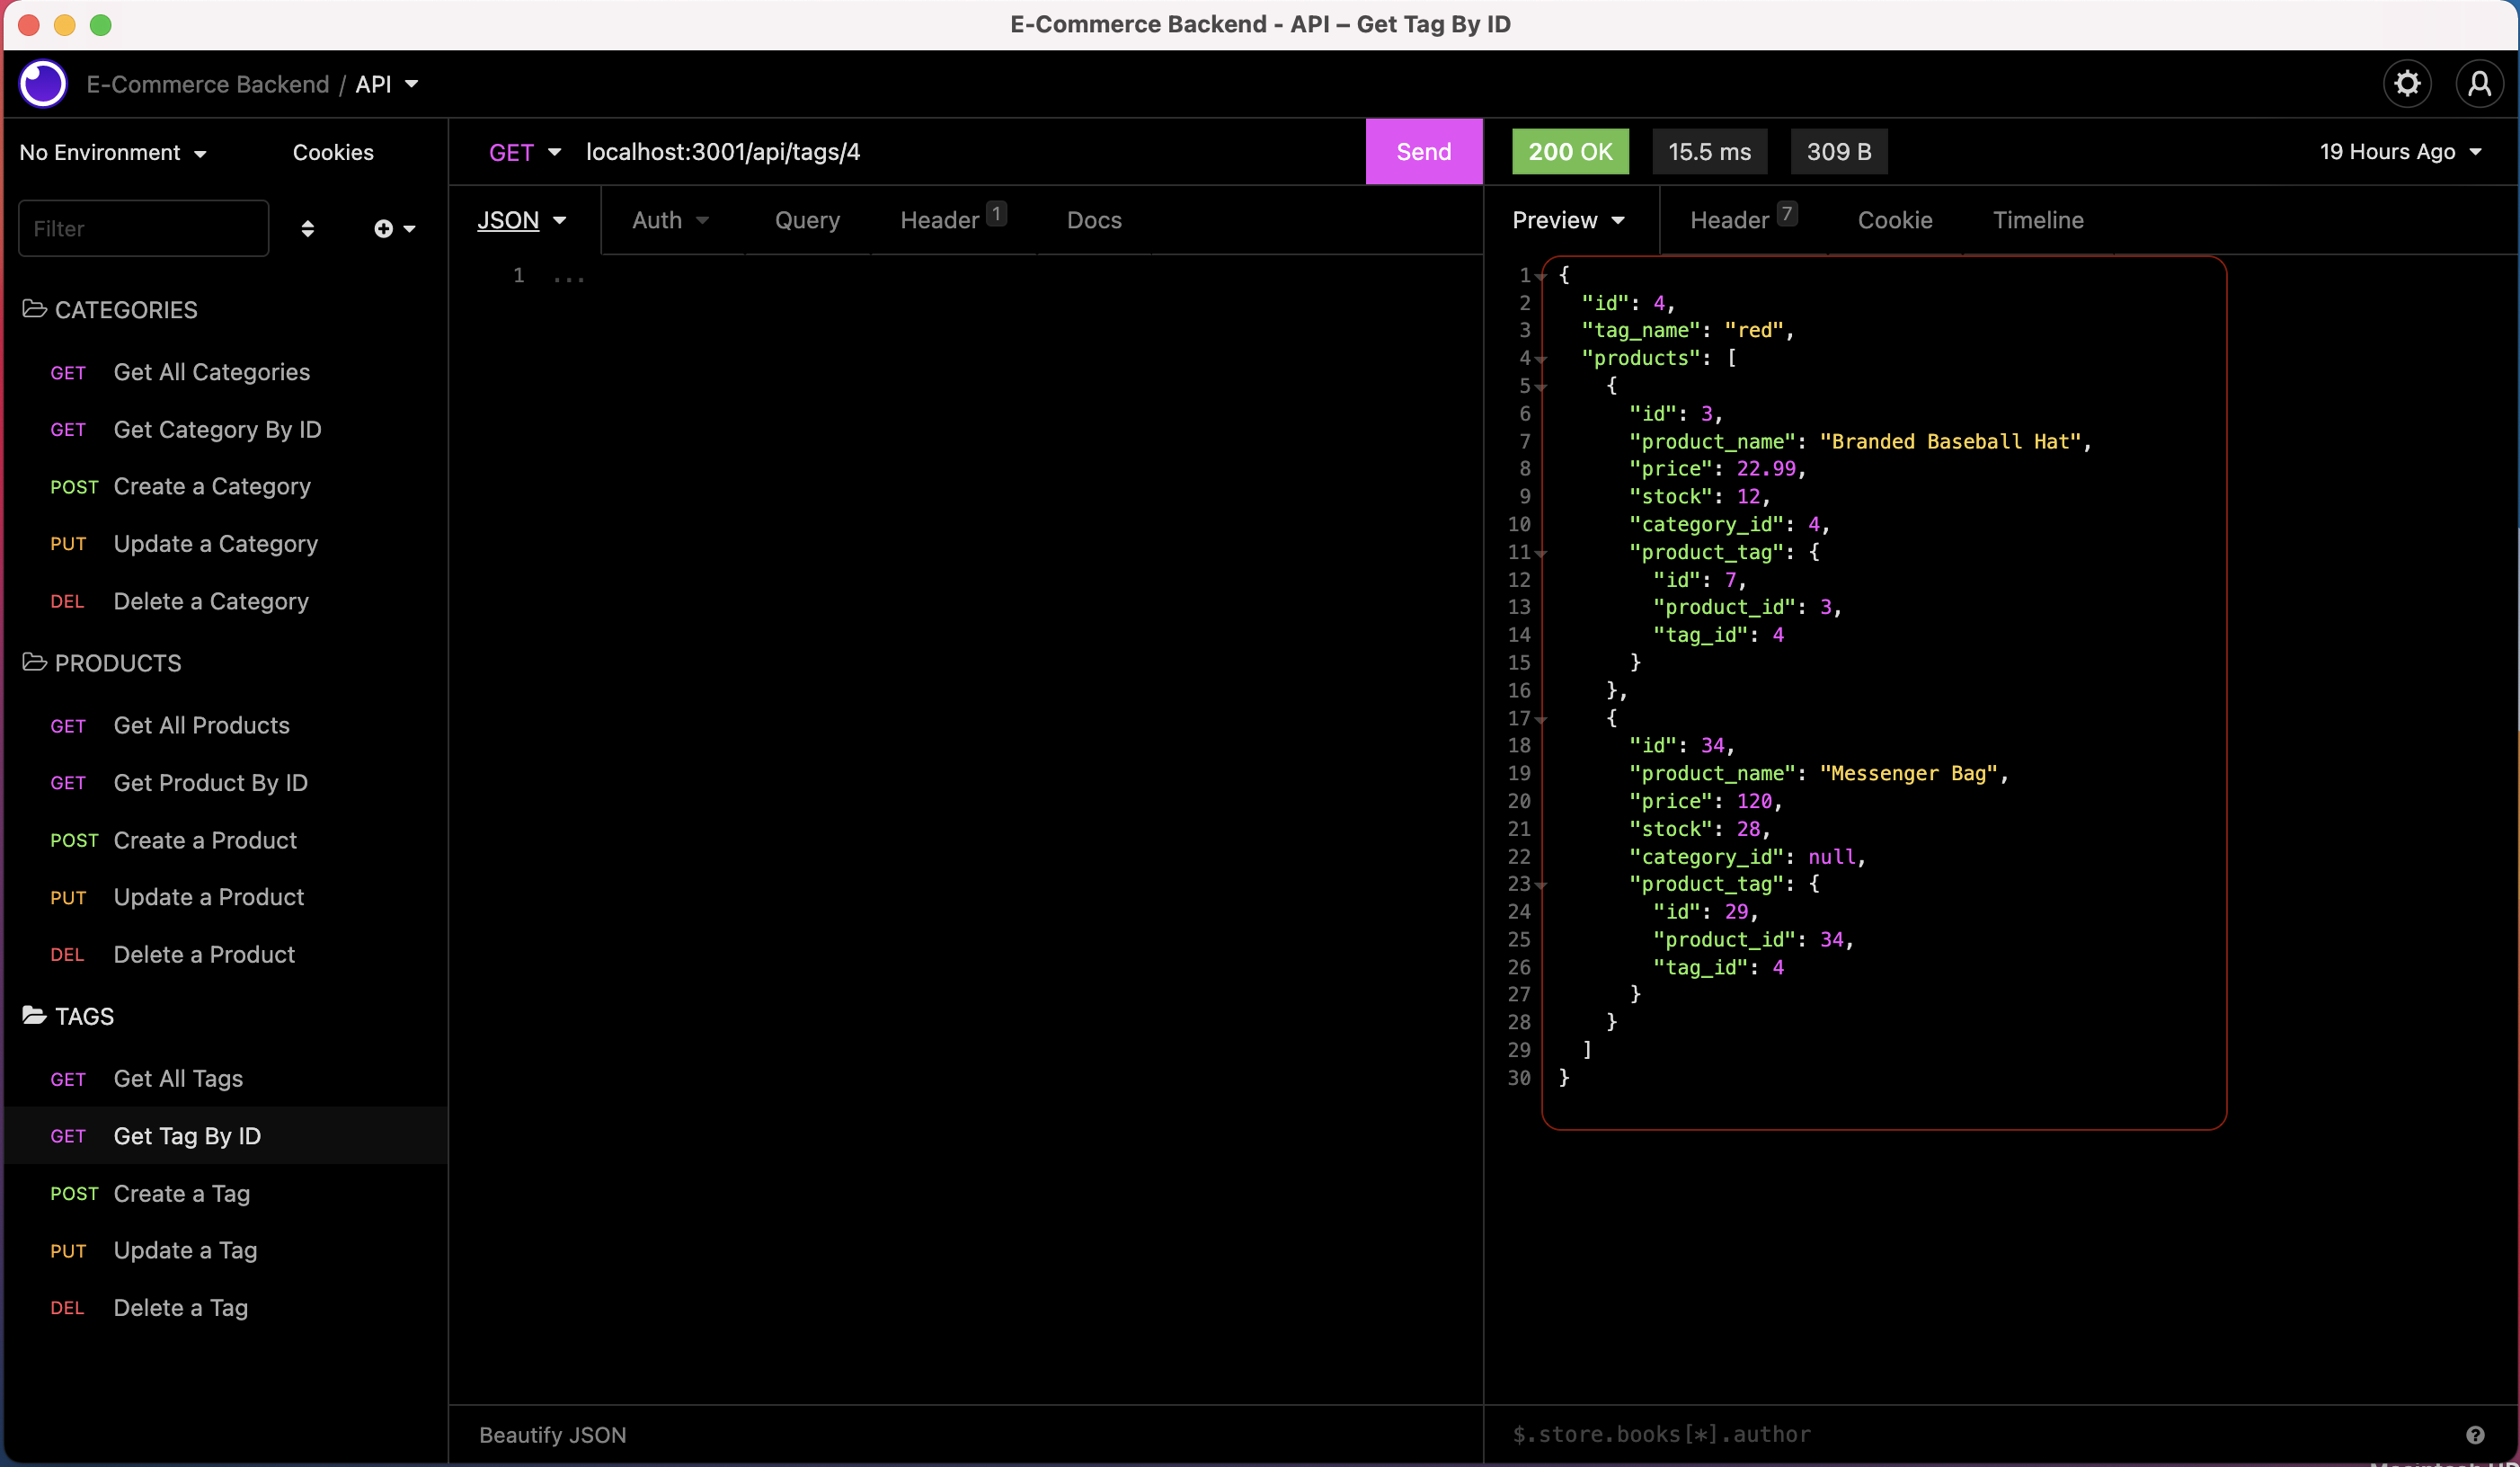 E-Commerce Backend - API – Get Tag By ID
E-Commerce Backend / API
No Environment
Cookies
Filter
CATEGORIES
GET Get All Categories
GET Get Category By ID
POST Create a Category
PUT Update a Category
DEL Delete a Category
PRODUCTS
GET Get All Products
GET Get Product By ID
POST Create a Product
PUT Update a Product
DEL Delete a Product
TAGS
GET Get All Tags
GET Get Tag By ID
POST Create a Tag
PUT Update a Tag
DEL Delete a Tag
GET localhost:3001/api/tags/4 Send
JSON Auth Query Header 1 Docs
1 ...
Beautify JSON
200 OK 15.5 ms 309 B 19 Hours Ago
Preview Header 7 Cookie Timeline
1 {
2 "id": 4,
3 "tag_name": "red",
4 "products": [
5 {
6 "id": 3,
7 "product_name": "Branded Baseball Hat",
8 "price": 22.99,
9 "stock": 12,
10 "category_id": 4,
11 "product_tag": {
12 "id": 7,
13 "product_id": 3,
14 "tag_id": 4
15 }
16 },
17 {
18 "id": 34,
19 "product_name": "Messenger Bag",
20 "price": 120,
21 "stock": 28,
22 "category_id": null,
23 "product_tag": {
24 "id": 29,
25 "product_id": 34,
26 "tag_id": 4
27 }
28 }
29 ]
30 }
$.store.books[*].author
?